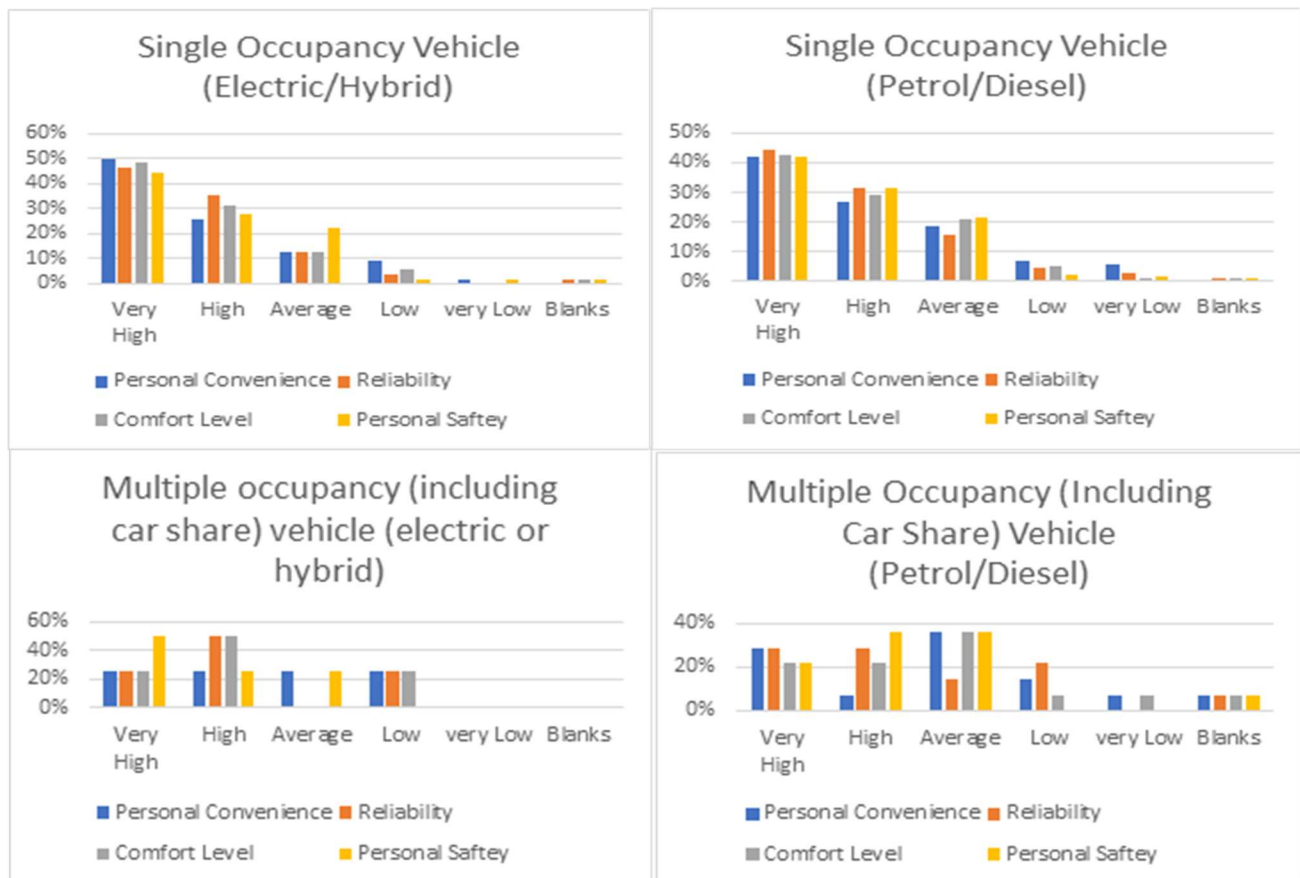 Single Occupancy Vehicle
(Electric/Hybrid)
60%
50%
40%
30%
20%
10%
0%
Very
High
High
Average
Low
very Low
Blanks
Personal Convenience
Reliability
Comfort Level
Personal Saftey
Single Occupancy Vehicle
(Petrol/Diesel)
50%
40%
30%
20%
10%
0%
Very
High
High
Average
Low
very Low
Blanks
Personal Convenience
Reliability
Comfort Level
Personal Saftey
Multiple occupancy (including
car share) vehicle (electric or
hybrid)
60%
40%
20%
0%
Very
High
High
Average
Low
very Low
Blanks
Personal Convenience
Reliability
Comfort Level
Personal Saftey
Multiple Occupancy (Including
Car Share) Vehicle
(Petrol/Diesel)
40%
20%
0%
Very
High
High
Average
Low
very Low
Blanks
Personal Convenience
Reliability
Comfort Level
Personal Saftey